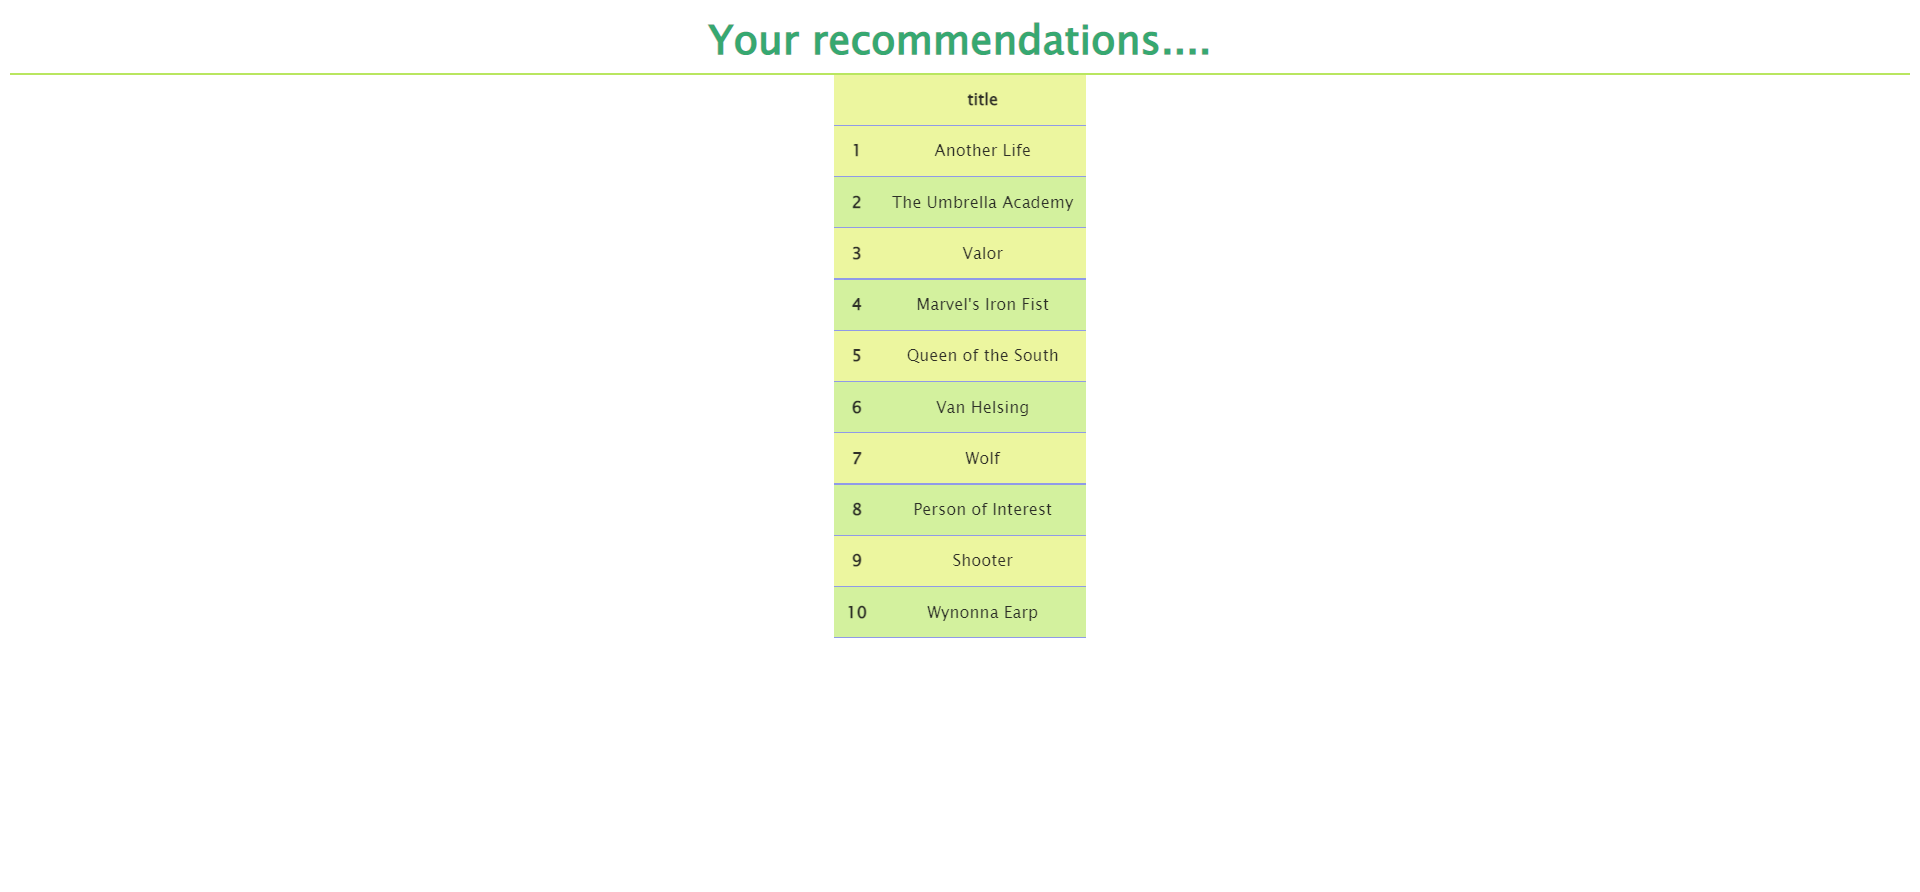 Your recommendations....
title
1 Another Life
2 The Umbrella Academy
3 Valor
4 Marvel's Iron Fist
5 Queen of the South
6 Van Helsing
7 Wolf
8 Person of Interest
9 Shooter
10 Wynonna Earp